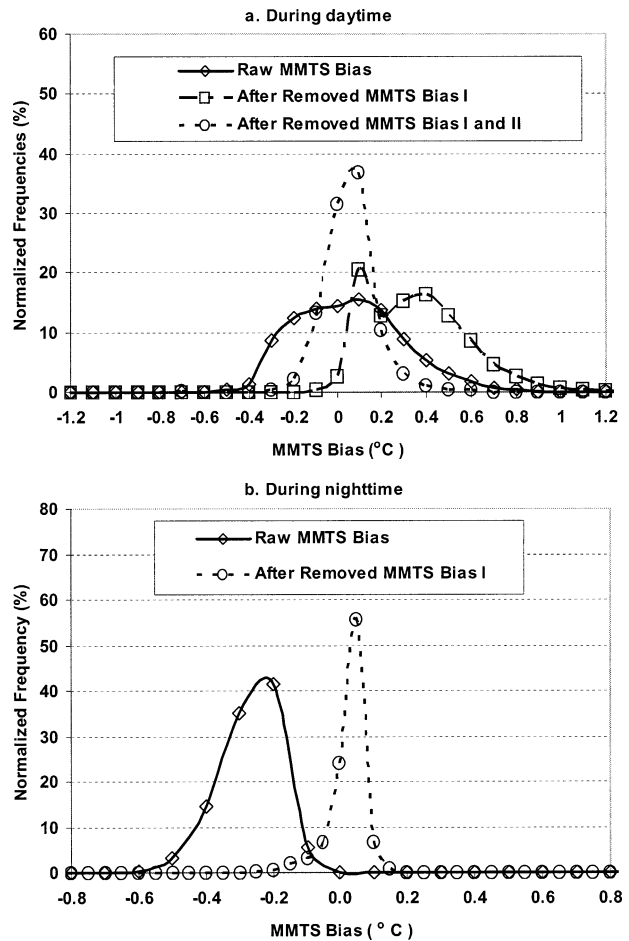 a. During daytime
Normalized Frequencies (%)
60
50
40
30
20
10
0
Raw MMTS Bias
After Removed MMTS Bias I
After Removed MMTS Bias I and II
-1.2 -1 -0.8 -0.6 -0.4 -0.2 0 0.2 0.4 0.6 0.8 1 1.2
MMTS Bias (°C )
b. During nighttime
Normalized Frequency (%)
80
70
60
50
40
30
20
10
0
Raw MMTS Bias
After Removed MMTS Bias I
-0.8 -0.6 -0.4 -0.2 0.0 0.2 0.4 0.6 0.8
MMTS Bias ( ° C )